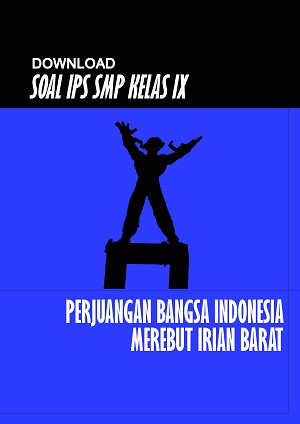 DOWNLOAD
SOAL IPS SMP KELAS IX
PERJUANGAN BANGSA INDONESIA
MEREBUT IRIAN BARAT